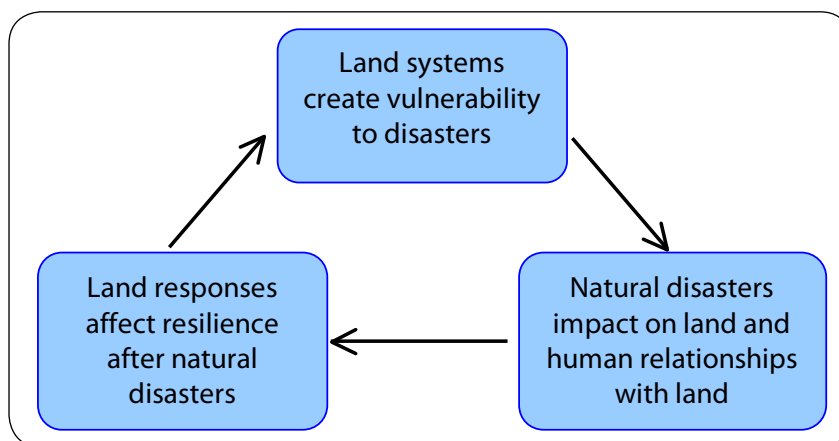 Land systems
create vulnerability
to disasters
Land responses
affect resilience
after natural
disasters
Natural disasters
impact on land and
human relationships
with land